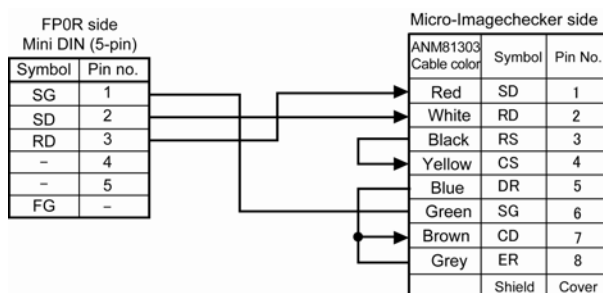 FP0R side
Mini DIN (5-pin)
Symbol Pin no.
SG 1
SD 2
RD 3
– 4
– 5
FG –
Micro-Imagechecker side
ANM81303
Cable color Symbol Pin No.
Red SD 1
White RD 2
Black RS 3
Yellow CS 4
Blue DR 5
Green SG 6
Brown CD 7
Grey ER 8
Shield Cover